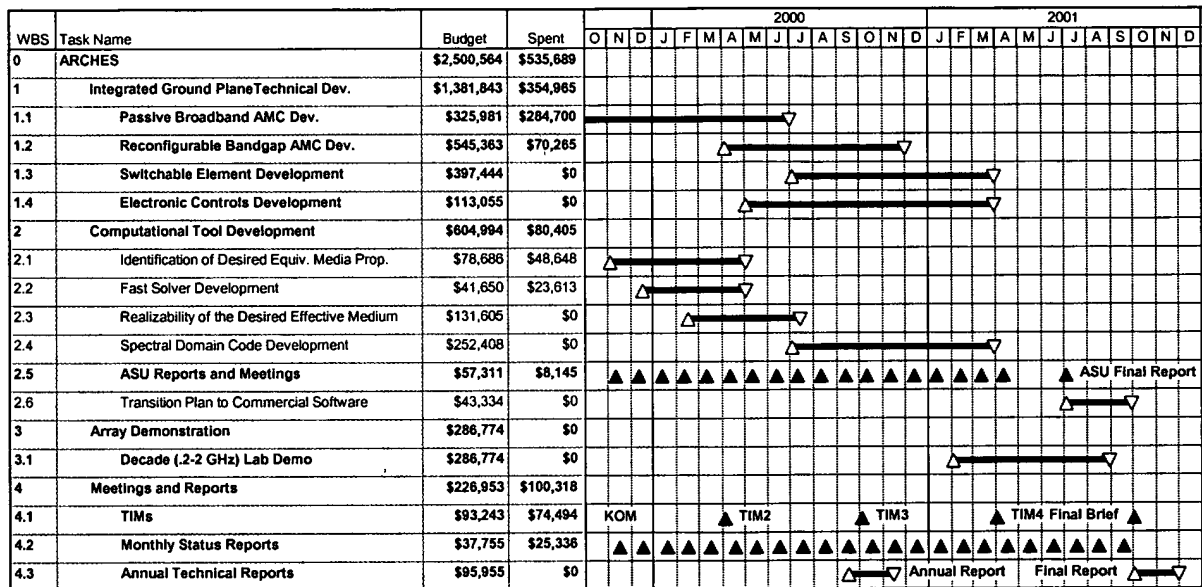 2000 2001
WBS Task Name Budget Spent O N D J F M A M J J A S O N D J F M A M J J A S O N D
0 ARCHES $2,500,564 $535,689
1 Integrated Ground PlaneTechnical Dev. $1,381,843 $354,965
1.1 Passive Broadband AMC Dev. $325,981 $284,700
1.2 Reconfigurable Bandgap AMC Dev. $545,363 $70,265
1.3 Switchable Element Development $397,444 $0
1.4 Electronic Controls Development $113,055 $0
2 Computational Tool Development $604,994 $80,405
2.1 Identification of Desired Equiv. Media Prop. $78,686 $48,648
2.2 Fast Solver Development $41,650 $23,613
2.3 Realizability of the Desired Effective Medium $131,605 $0
2.4 Spectral Domain Code Development $252,408 $0
2.5 ASU Reports and Meetings $57,311 $8,145 ASU Final Report
2.6 Transition Plan to Commercial Software $43,334 $0
3 Array Demonstration $286,774 $0
3.1 Decade (.2-2 GHz) Lab Demo $286,774 $0
4 Meetings and Reports $226,953 $100,318
4.1 TIMs $93,243 $74,494 KOM TIM2 TIM3 TIM4 Final Brief
4.2 Monthly Status Reports $37,755 $25,336
4.3 Annual Technical Reports $95,955 $0 Annual Report Final Report